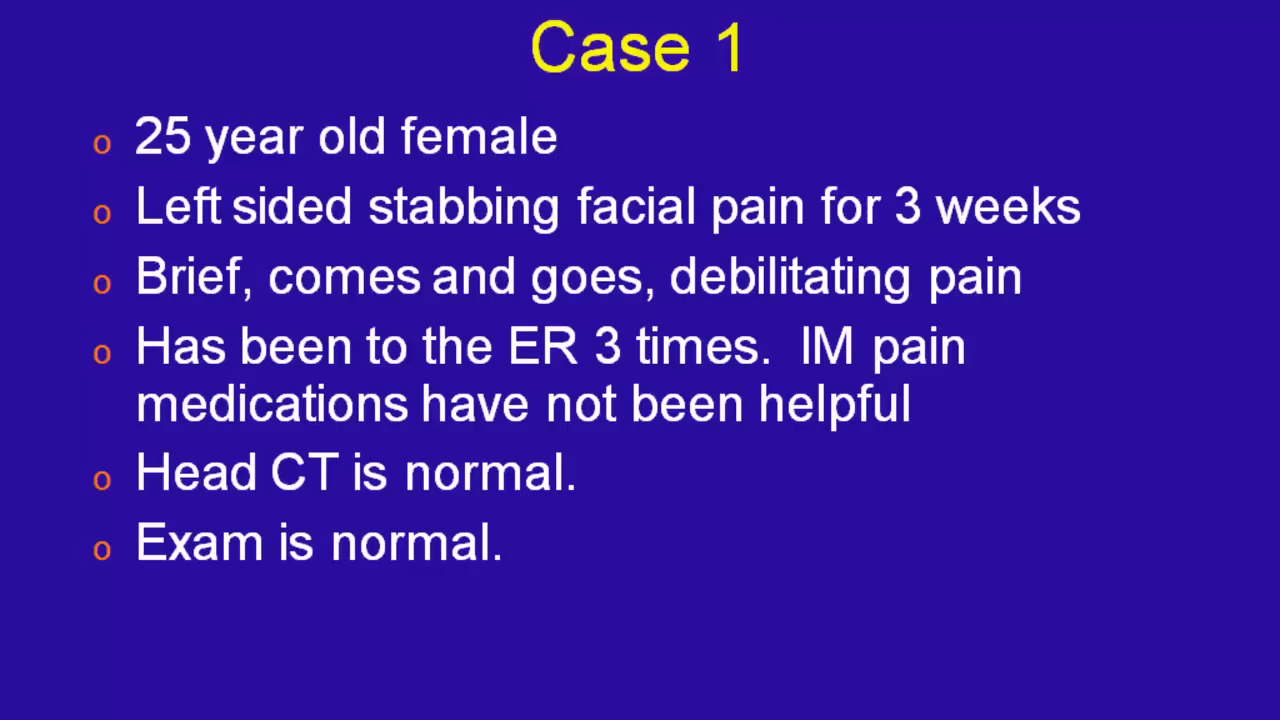 Case 1
o 25 year old female
o Left sided stabbing facial pain for 3 weeks
o Brief, comes and goes, debilitating pain
o Has been to the ER 3 times.  IM pain
medications have not been helpful
o Head CT is normal.
o Exam is normal.